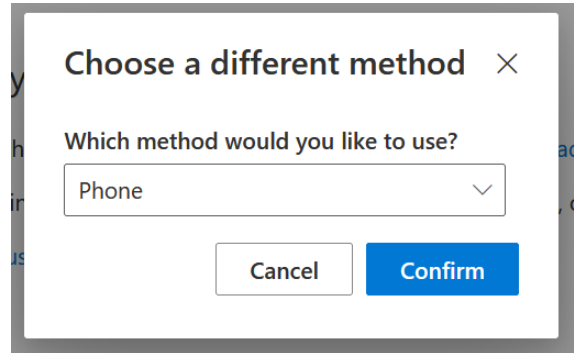 Choose a different method
Which method would you like to use?
Phone
Cancel
Confirm